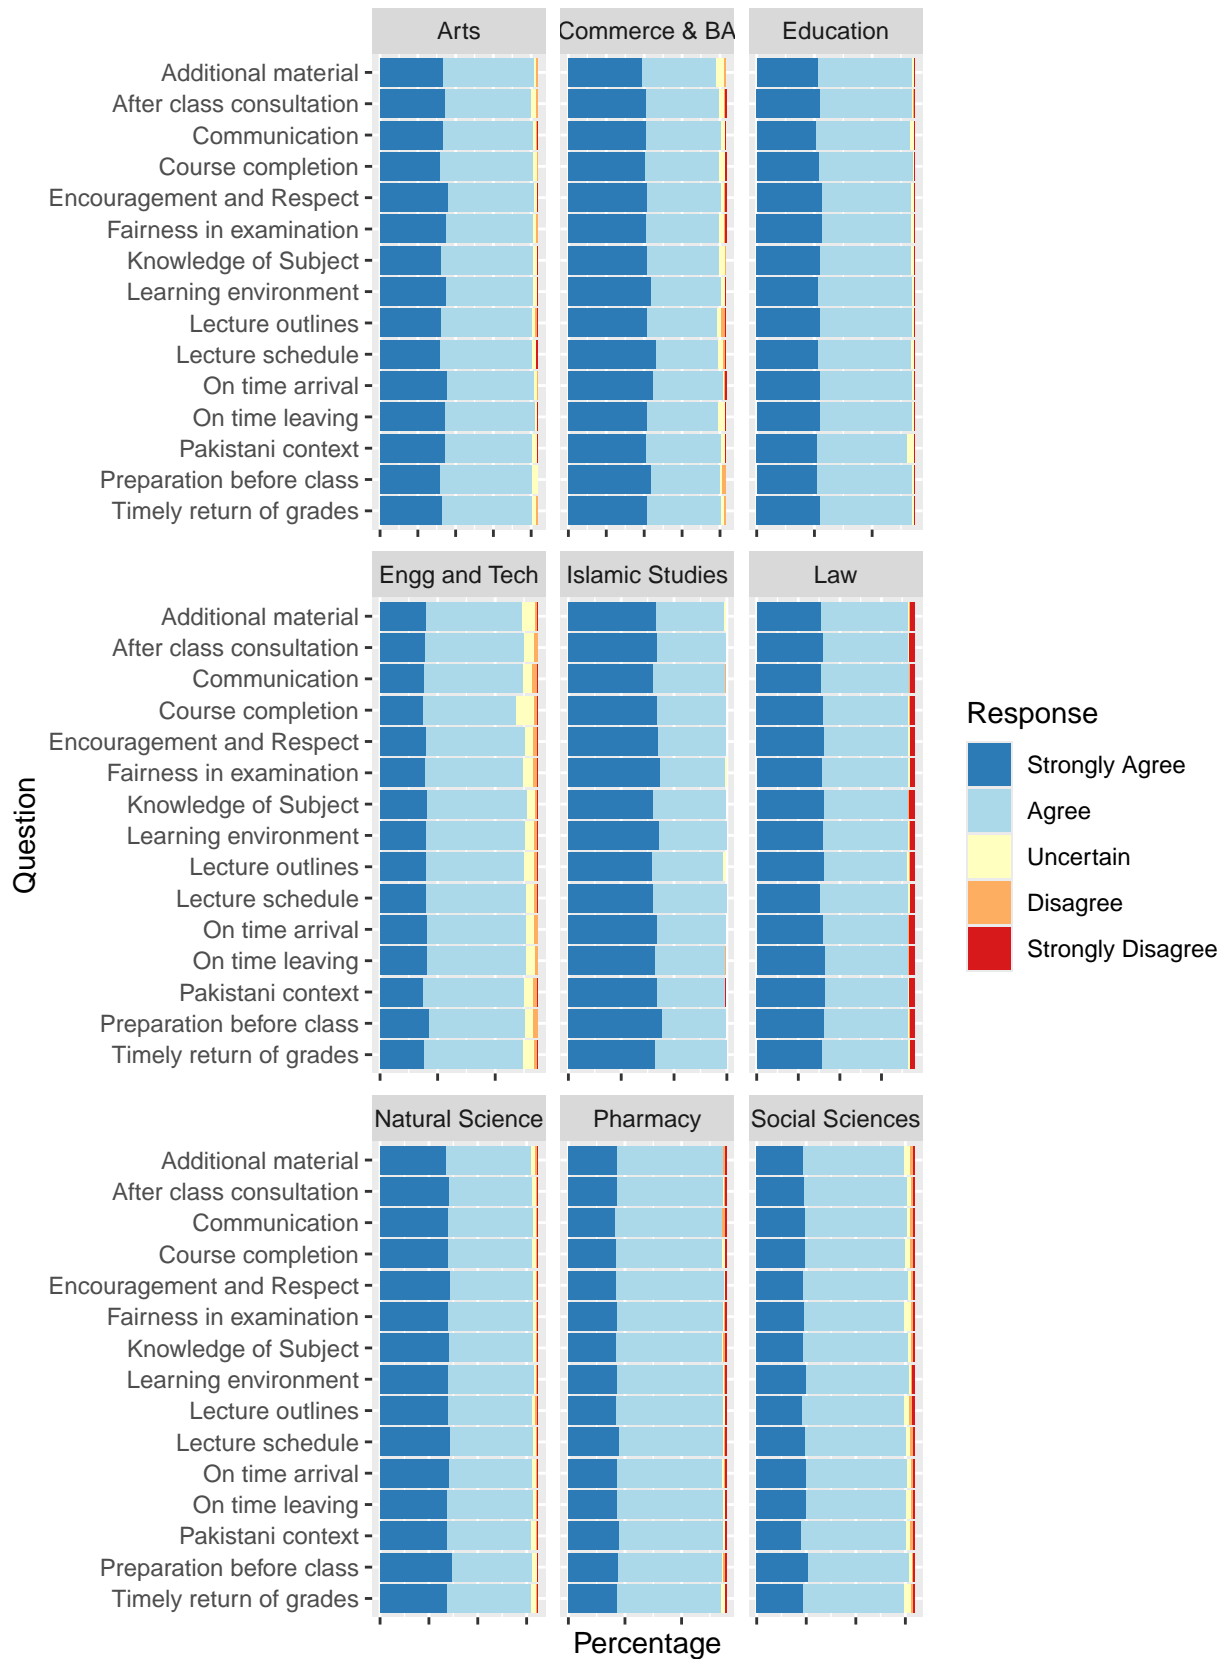 Arts
Commerce & BA
Education
Additional material
After class consultation
Communication
Course completion
Encouragement and Respect
Fairness in examination
Knowledge of Subject
Learning environment
Lecture outlines
Lecture schedule
On time arrival
On time leaving
Pakistani context
Preparation before class
Timely return of grades
Engg and Tech
Islamic Studies
Law
Additional material
After class consultation
Communication
Course completion
Encouragement and Respect
Fairness in examination
Knowledge of Subject
Learning environment
Lecture outlines
Lecture schedule
On time arrival
On time leaving
Pakistani context
Preparation before class
Timely return of grades
Natural Science
Pharmacy
Social Sciences
Additional material
After class consultation
Communication
Course completion
Encouragement and Respect
Fairness in examination
Knowledge of Subject
Learning environment
Lecture outlines
Lecture schedule
On time arrival
On time leaving
Pakistani context
Preparation before class
Timely return of grades
Question
Percentage
Response
Strongly Agree
Agree
Uncertain
Disagree
Strongly Disagree